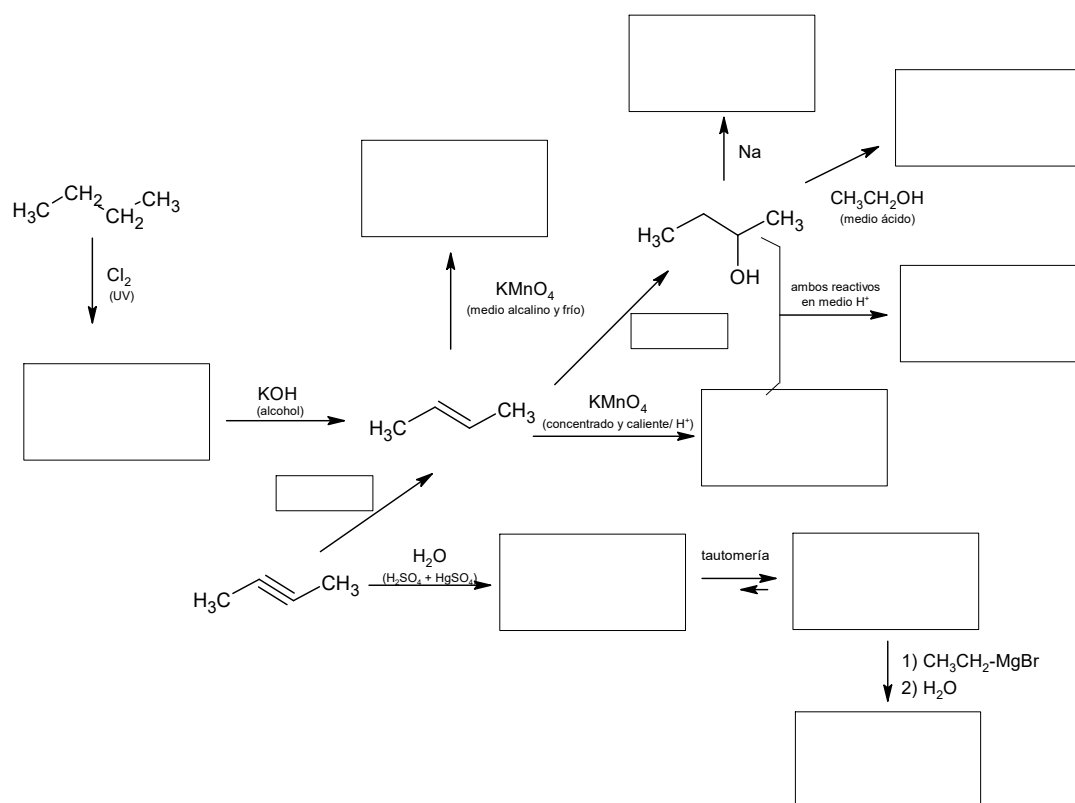 Na
CH₃CH₂OH
(medio ácido)
H₃C CH₂ CH₂ CH₃
Cl₂
(UV)
H₃C CH₃
OH
KMnO₄
(medio alcalino y frío)
ambos reactivos
en medio H⁺
KOH
(alcohol)
H₃C CH₃
KMnO₄
(concentrado y caliente/ H⁺)
H₂O
(H₂SO₄ + HgSO₄)
H₃C CH₃
tautomería
1) CH₃CH₂-MgBr
2) H₂O